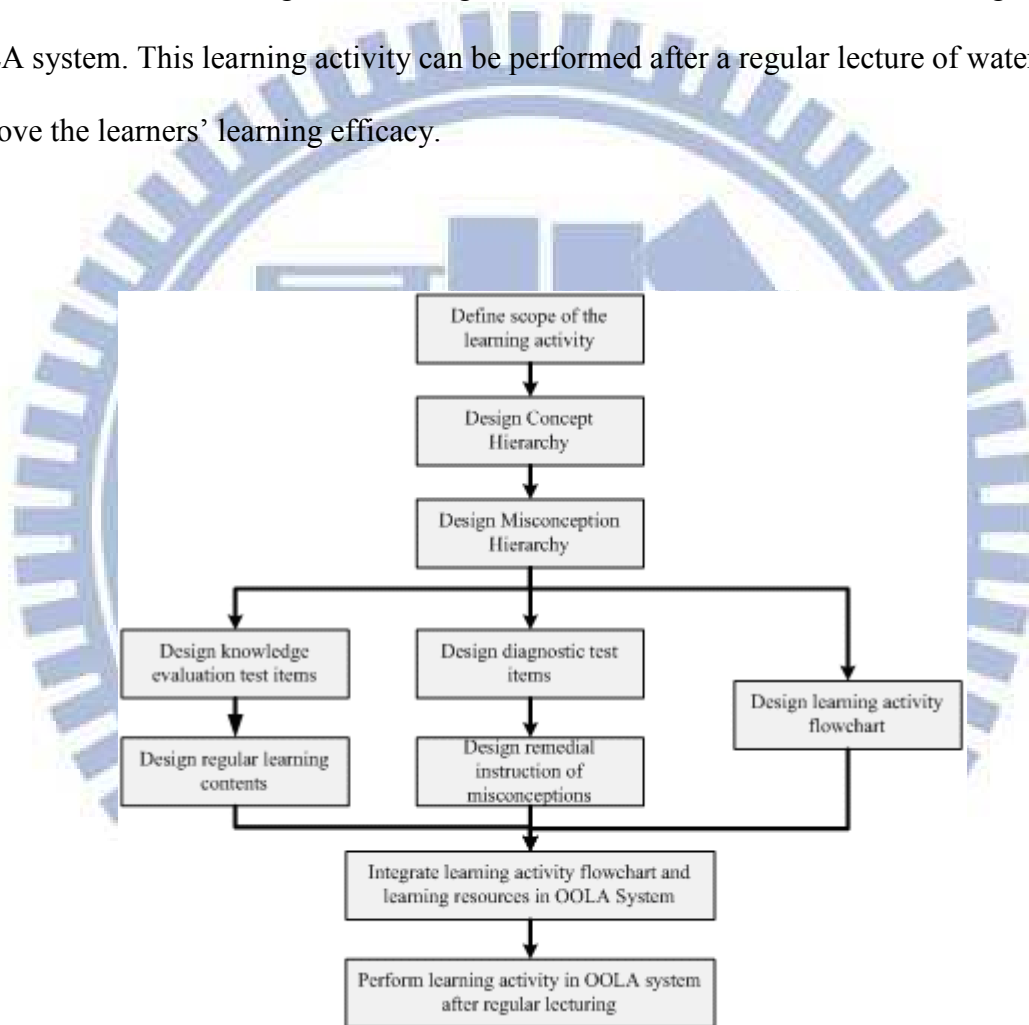 A system. This learning activity can be performed after a regular lecture of water
ove the learners' learning efficacy.
Define scope of the
learning activity
Design Concept
Hierarchy
Design Misconception
Hierarchy
Design knowledge
evaluation test items
Design diagnostic test
items
Design learning activity
flowchart
Design regular learning
contents
Design remedial
instruction of
misconceptions
Integrate learning activity flowchart and
learning resources in OOLA System
Perform learning activity in OOLA system
after regular lecturing